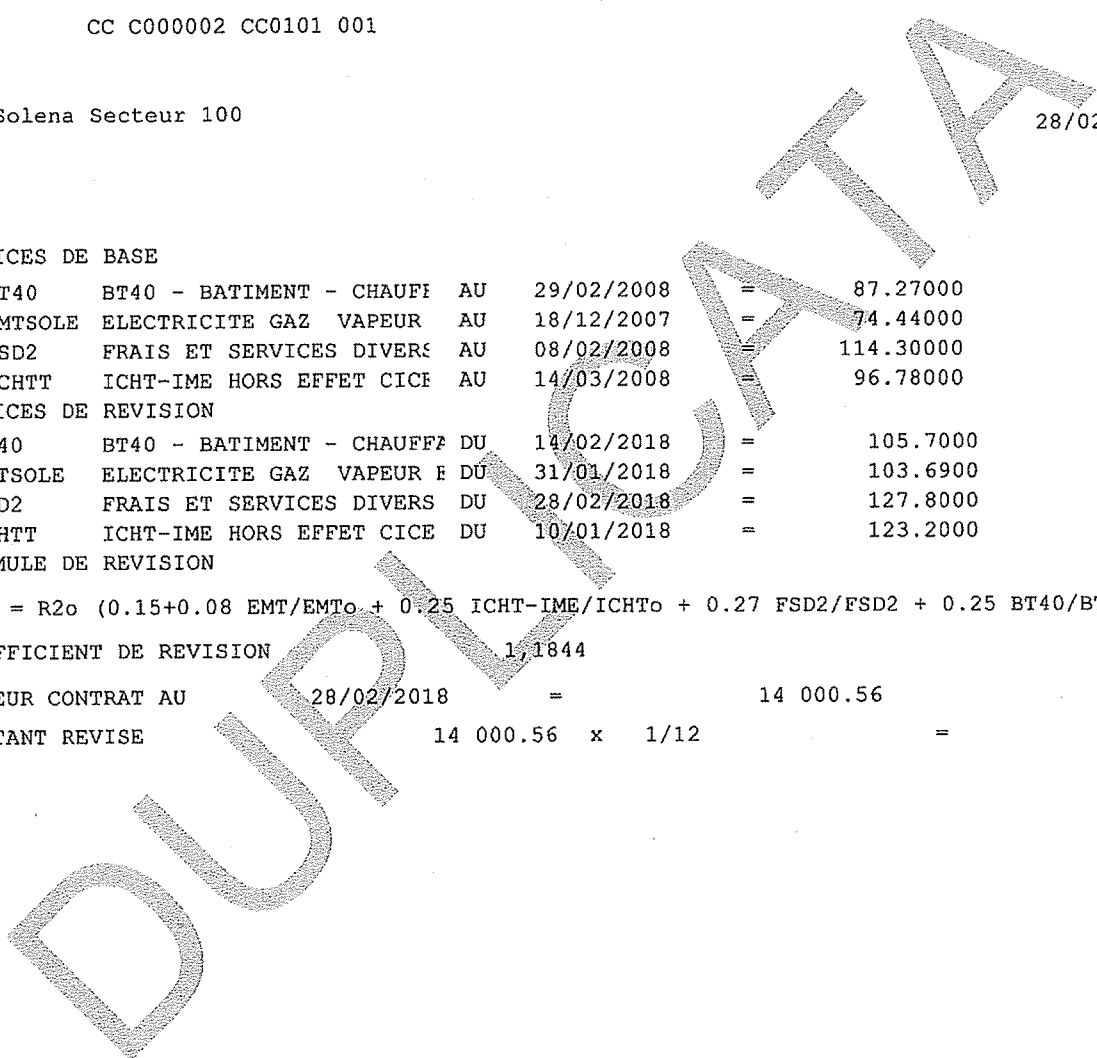 CC C000002 CC0101 001
Solena Secteur 100
28/02
ICES DE BASE
T40 BT40 - BATIMENT - CHAUFF AU 29/02/2008 = 87.27000
MTSOLE ELECTRICITE GAZ VAPEUR AU 18/12/2007 = 74.44000
SD2 FRAIS ET SERVICES DIVERS AU 08/02/2008 = 114.30000
CHTT ICHT-IME HORS EFFET CICE AU 14/03/2008 = 96.78000
ICES DE REVISION
40 BT40 - BATIMENT - CHAUFFA DU 14/02/2018 = 105.7000
TSOLE ELECTRICITE GAZ VAPEUR E DU 31/01/2018 = 103.6900
D2 FRAIS ET SERVICES DIVERS DU 28/02/2018 = 127.8000
HTT ICHT-IME HORS EFFET CICE DU 10/01/2018 = 123.2000
MULE DE REVISION
= R2o (0.15+0.08 EMT/EMTo + 0.25 ICHT-IME/ICHTo + 0.27 FSD2/FSD2 + 0.25 BT40/BT
FFICIENT DE REVISION 1,1844
EUR CONTRAT AU 28/02/2018 = 14 000.56
TANT REVISE 14 000.56 x 1/12 =
DUPLICATA